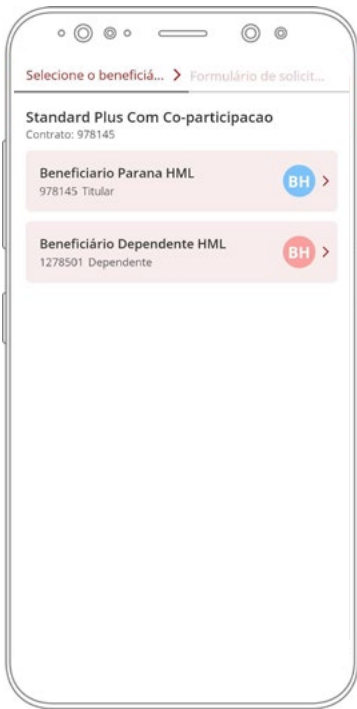 Selecione o beneficiá... > Formulário de solicit...
Standard Plus Com Co-participacao
Contrato: 978145
Beneficiario Parana HML
978145 Titular
BH >
Beneficiário Dependente HML
1278501 Dependente
BH >